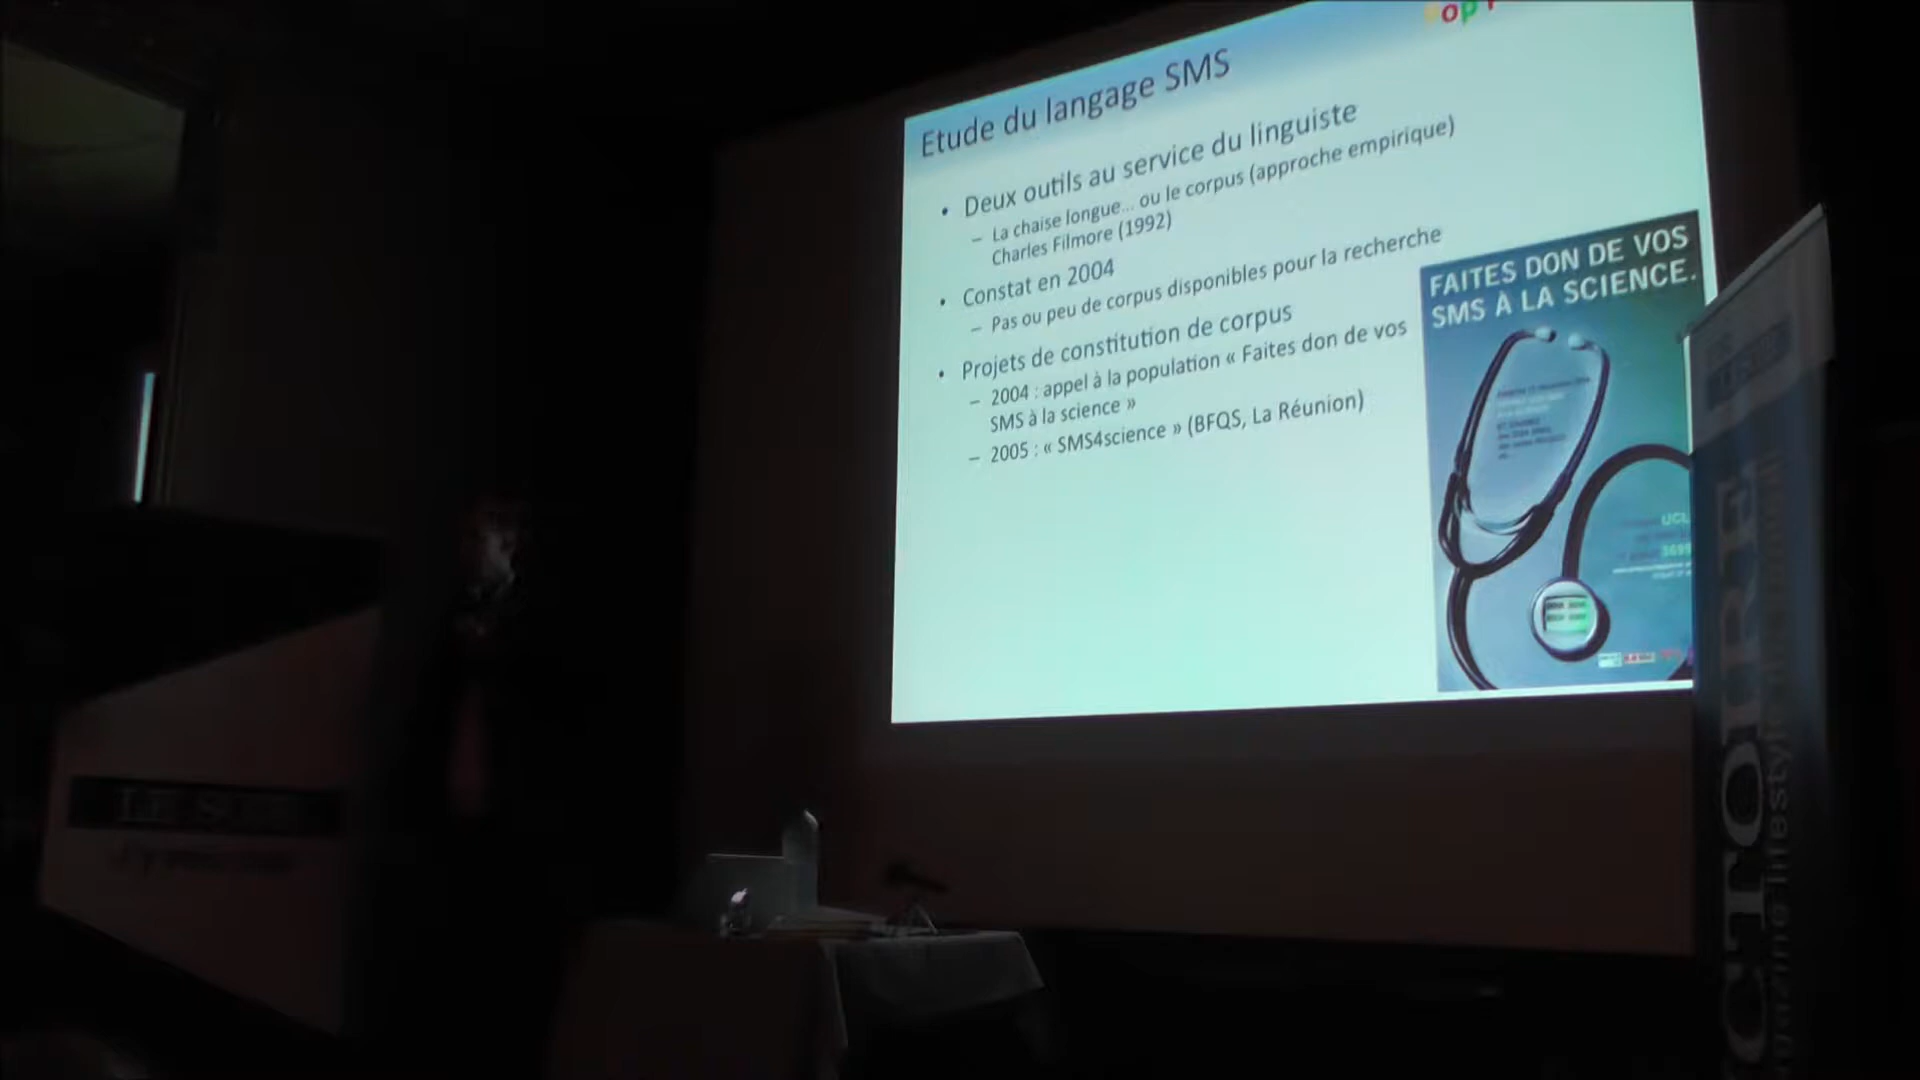 Etude du langage SMS
• Deux outils au service du linguiste
– La chaise longue... ou le corpus (approche empirique)
Charles Filmore (1992)
• Constat en 2004
– Pas ou peu de corpus disponibles pour la recherche
• Projets de constitution de corpus
– 2004 : appel à la population « Faites don de vos
SMS à la science »
– 2005 : « SMS4science » (BFQS, La Réunion)
FAITES DON DE VOS
SMS À LA SCIENCE.
UCL
LE SOIR